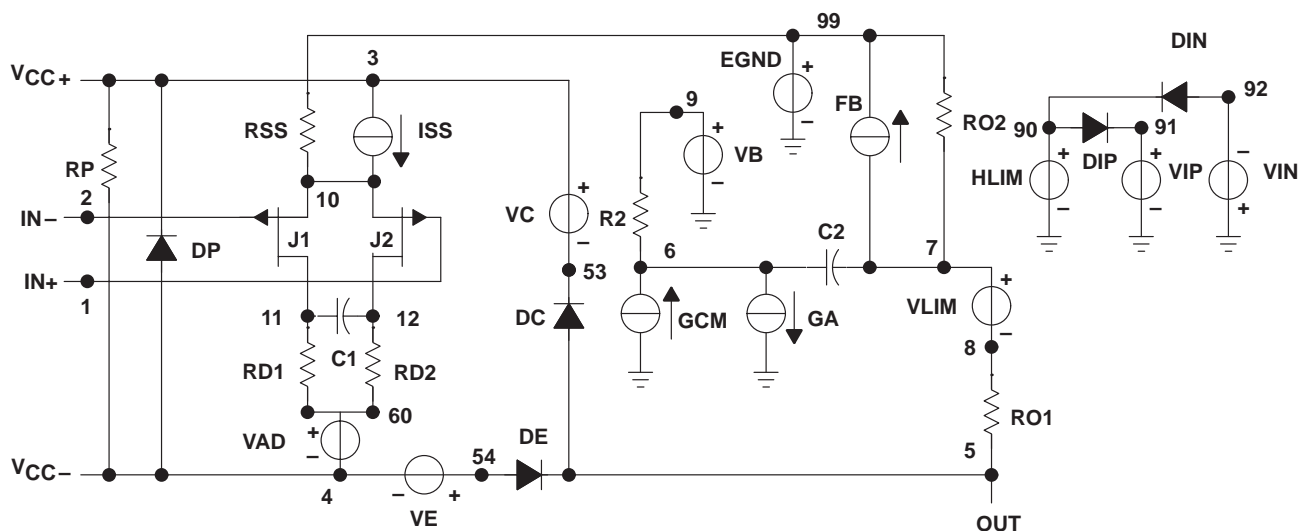 99
DIN
3
VCC+
EGND
+
92
9
FB
RSS
ISS
+
–
RO2
90
91
–
DIP
RP
VB
+
+
10
–
HLIM
VIP
VIN
2
+
–
–
+
IN–
VC
R2
J1
J2
C2
–
DP
6
7
IN+
53
+
1
VLIM
DC
GCM
GA
–
11
12
8
C1
RD1
RD2
RO1
60
+
VAD
DE
–
54
5
VCC–
4
–
+
VE
OUT